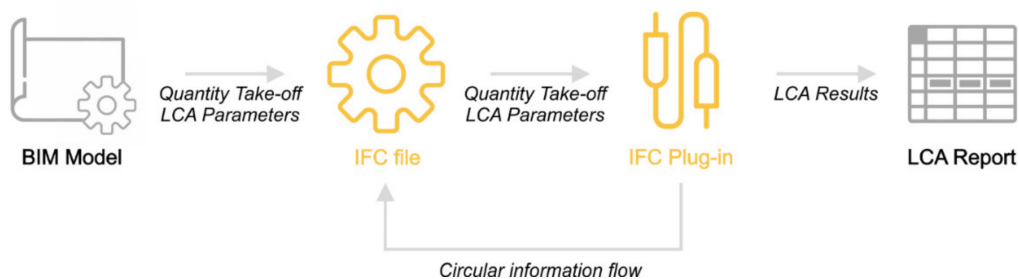 Quantity Take-off
LCA Parameters
Quantity Take-off
LCA Parameters
LCA Results
BIM Model
IFC file
IFC Plug-in
LCA Report
Circular information flow